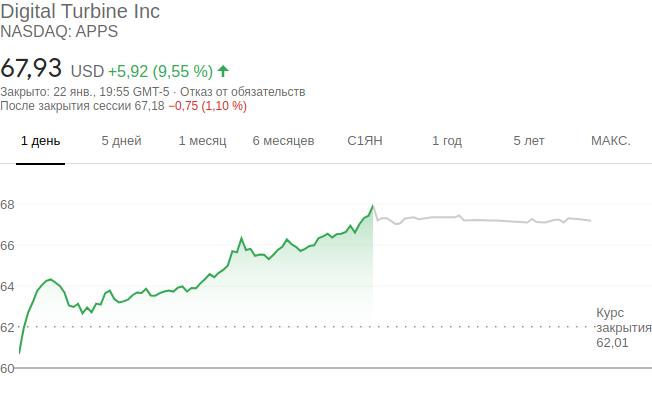 Digital Turbine Inc
NASDAQ: APPS
67,93 USD +5,92 (9,55 %)
Закрыто: 22 янв., 19:55 GMT-5 · Отказ от обязательств
После закрытия сессии 67,18 −0,75 (1,10 %)
1 день 5 дней 1 месяц 6 месяцев С1ЯН 1 год 5 лет МАКС.
68
66
64
62
60
Курс
закрытия
62,01